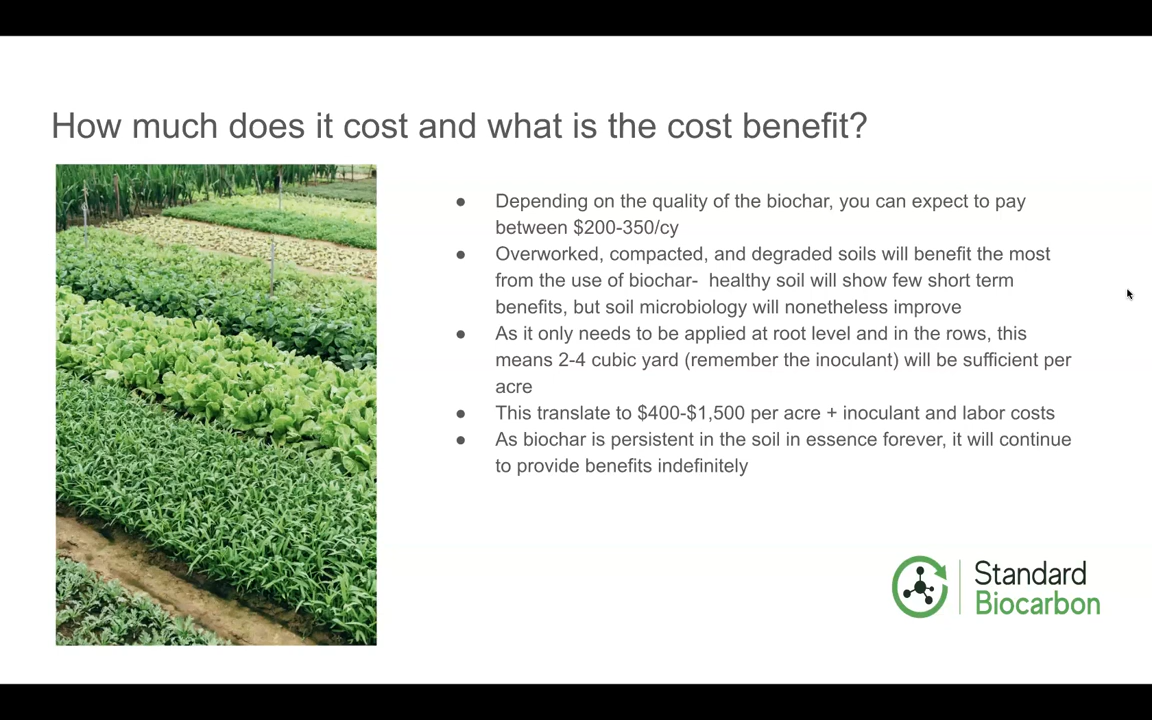 How much does it cost and what is the cost benefit?
● Depending on the quality of the biochar, you can expect to pay
between $200-350/cy
● Overworked, compacted, and degraded soils will benefit the most
from the use of biochar-  healthy soil will show few short term
benefits, but soil microbiology will nonetheless improve
● As it only needs to be applied at root level and in the rows, this
means 2-4 cubic yard (remember the inoculant) will be sufficient per
acre
● This translate to $400-$1,500 per acre + inoculant and labor costs
● As biochar is persistent in the soil in essence forever, it will continue
to provide benefits indefinitely
Standard
Biocarbon